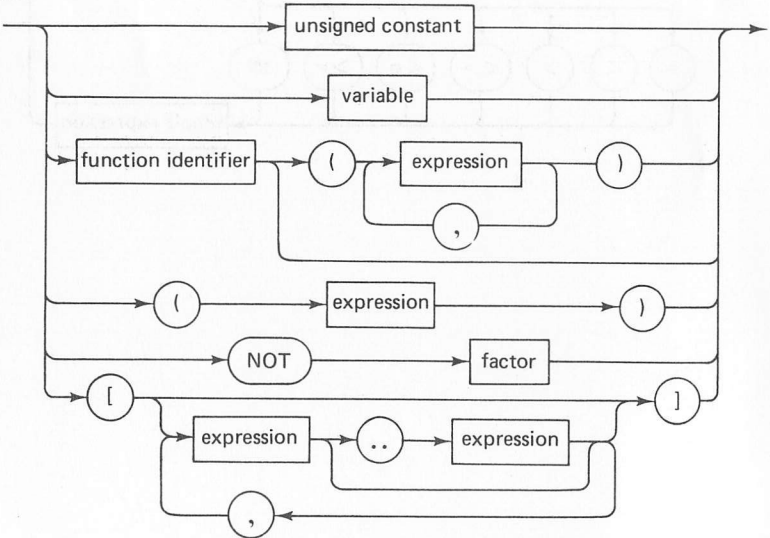 unsigned constant
variable
function identifier ( expression )
,
( expression )
NOT factor
[ ]
expression .. expression
,